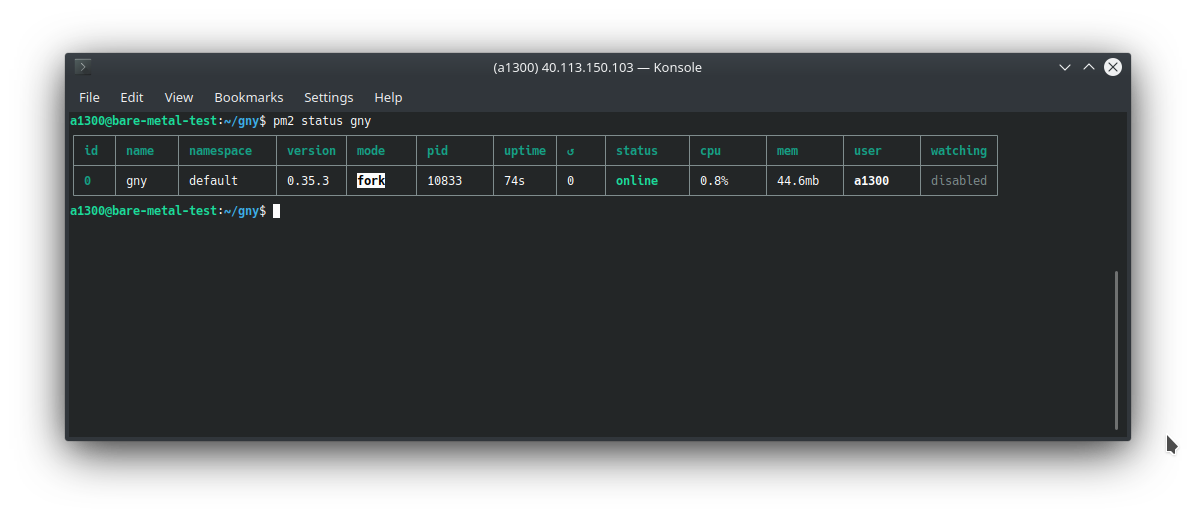 (a1300) 40.113.150.103 — Konsole
File Edit View Bookmarks Settings Help
a1300@bare-metal-test:~/gny$ pm2 status gny
id name namespace version mode pid uptime ↺ status cpu mem user watching
0 gny default 0.35.3 fork 10833 74s 0 online 0.8% 44.6mb a1300 disabled
a1300@bare-metal-test:~/gny$